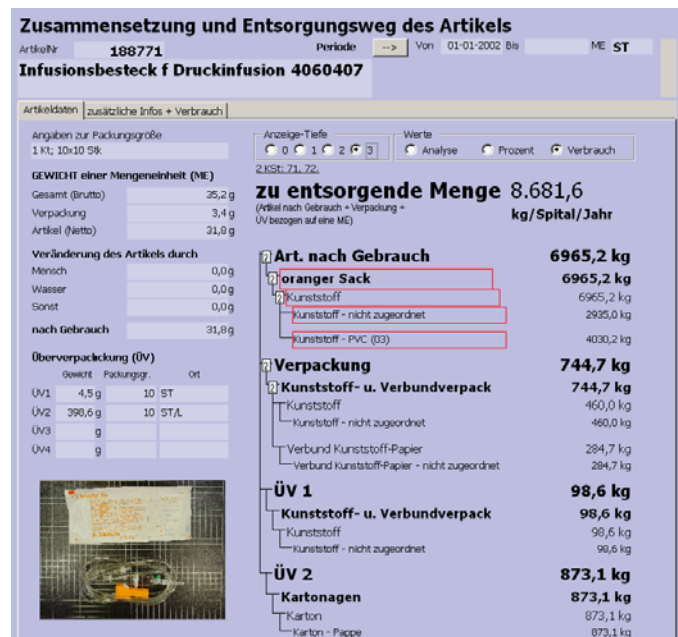 Zusammensetzung und Entsorgungsweg des Artikels
ArtikelNr 188771 Periode --> Von 01-01-2002 Bis ME ST
Infusionsbesteck f Druckinfusion 4060407
Artikeldaten zusätzliche Infos + Verbrauch
Angaben zur Packungsgröße
1 Kt; 10x10 Stk
GEWICHT einer Mengeneinheit (ME)
Gesamt (Brutto) 35,2 g
Verpackung 3,4 g
Artikel (Netto) 31,8 g
Veränderung des Artikels durch
Mensch 0,0 g
Wasser 0,0 g
Sonst 0,0 g
nach Gebrauch 31,8 g
Überverpackckung (ÜV)
Gewicht Packungsgr. Ort
ÜV1 4,5 g 10 ST
ÜV2 398,6 g 10 ST/L
ÜV3 g
ÜV4 g
Anzeige-Tiefe Werte
0 1 2 3 Analyse Prozent Verbrauch
2 KSt: 71, 72,
zu entsorgende Menge 8.681,6
(Artikel nach Gebrauch + Verpackung +
ÜV bezogen auf eine ME) kg/Spital/Jahr
Art. nach Gebrauch 6965,2 kg
oranger Sack 6965,2 kg
Kunststoff 6965,2 kg
Kunststoff - nicht zugeordnet 2935,0 kg
Kunststoff - PVC (03) 4030,2 kg
Verpackung 744,7 kg
Kunststoff- u. Verbundverpack 744,7 kg
Kunststoff 460,0 kg
Kunststoff - nicht zugeordnet 460,0 kg
Verbund Kunststoff-Papier 284,7 kg
Verbund Kunststoff-Papier - nicht zugeordnet 284,7 kg
ÜV 1 98,6 kg
Kunststoff- u. Verbundverpack 98,6 kg
Kunststoff 98,6 kg
Kunststoff - nicht zugeordnet 98,6 kg
ÜV 2 873,1 kg
Kartonagen 873,1 kg
Karton 873,1 kg
Karton - Pappe 873,1 kg